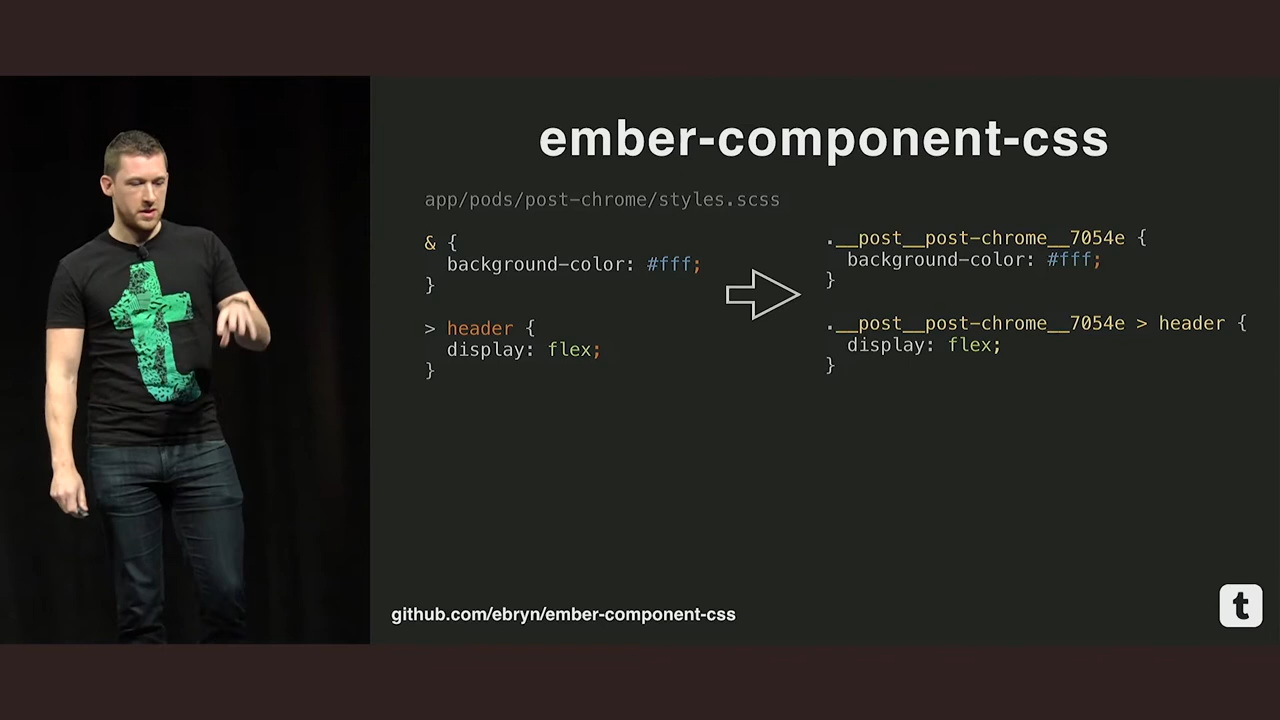 ember-component-css
app/pods/post-chrome/styles.scss
& {
  background-color: #fff;
}
> header {
  display: flex;
}
.__post__post-chrome__7054e {
  background-color: #fff;
}
.__post__post-chrome__7054e > header {
  display: flex;
}
github.com/ebryn/ember-component-css
t
t